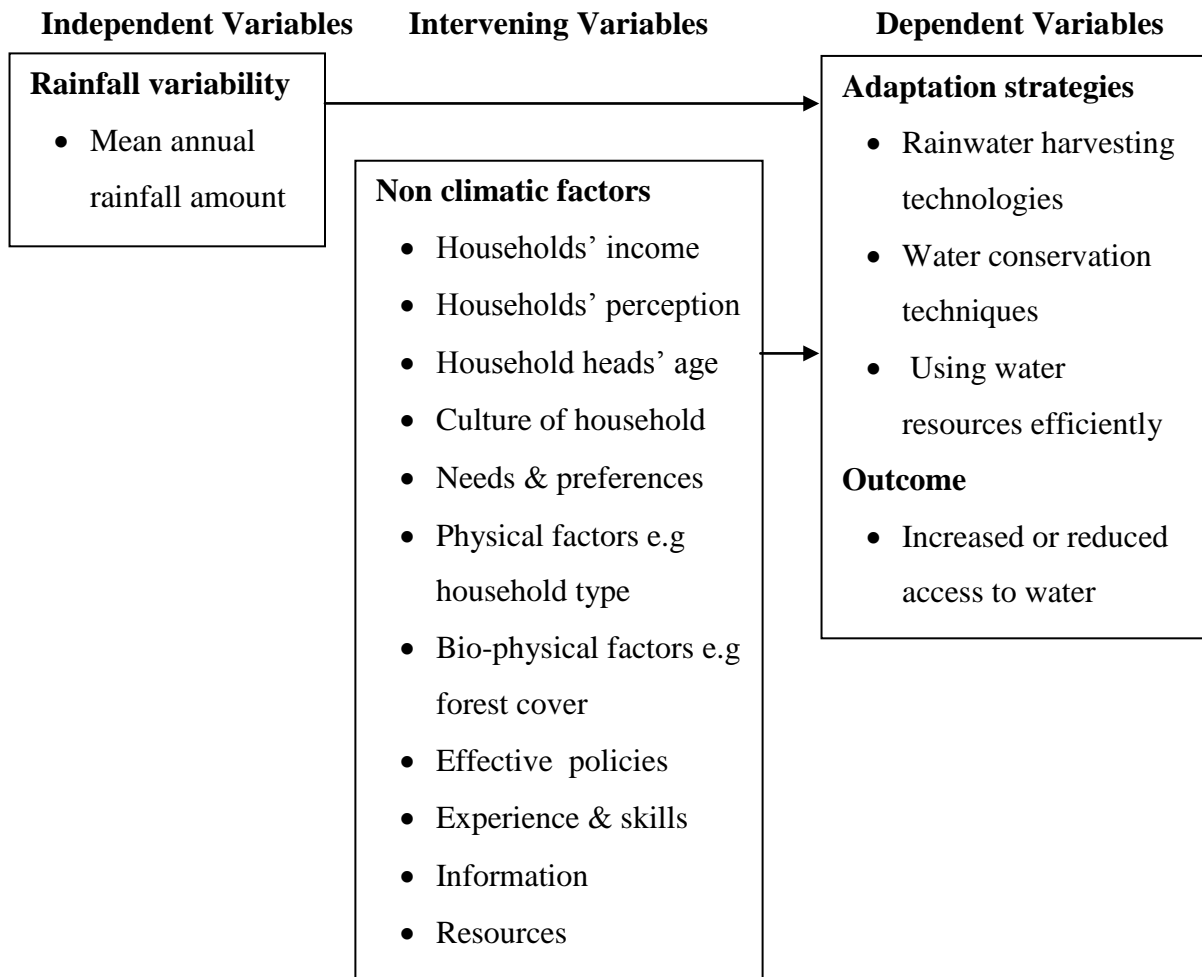 Independent Variables
Intervening Variables
Dependent Variables
Rainfall variability
• Mean annual
rainfall amount
Non climatic factors
• Households’ income
• Households’ perception
• Household heads’ age
• Culture of household
• Needs & preferences
• Physical factors e.g
household type
• Bio-physical factors e.g
forest cover
• Effective policies
• Experience & skills
• Information
• Resources
Adaptation strategies
• Rainwater harvesting
technologies
• Water conservation
techniques
• Using water
resources efficiently
Outcome
• Increased or reduced
access to water